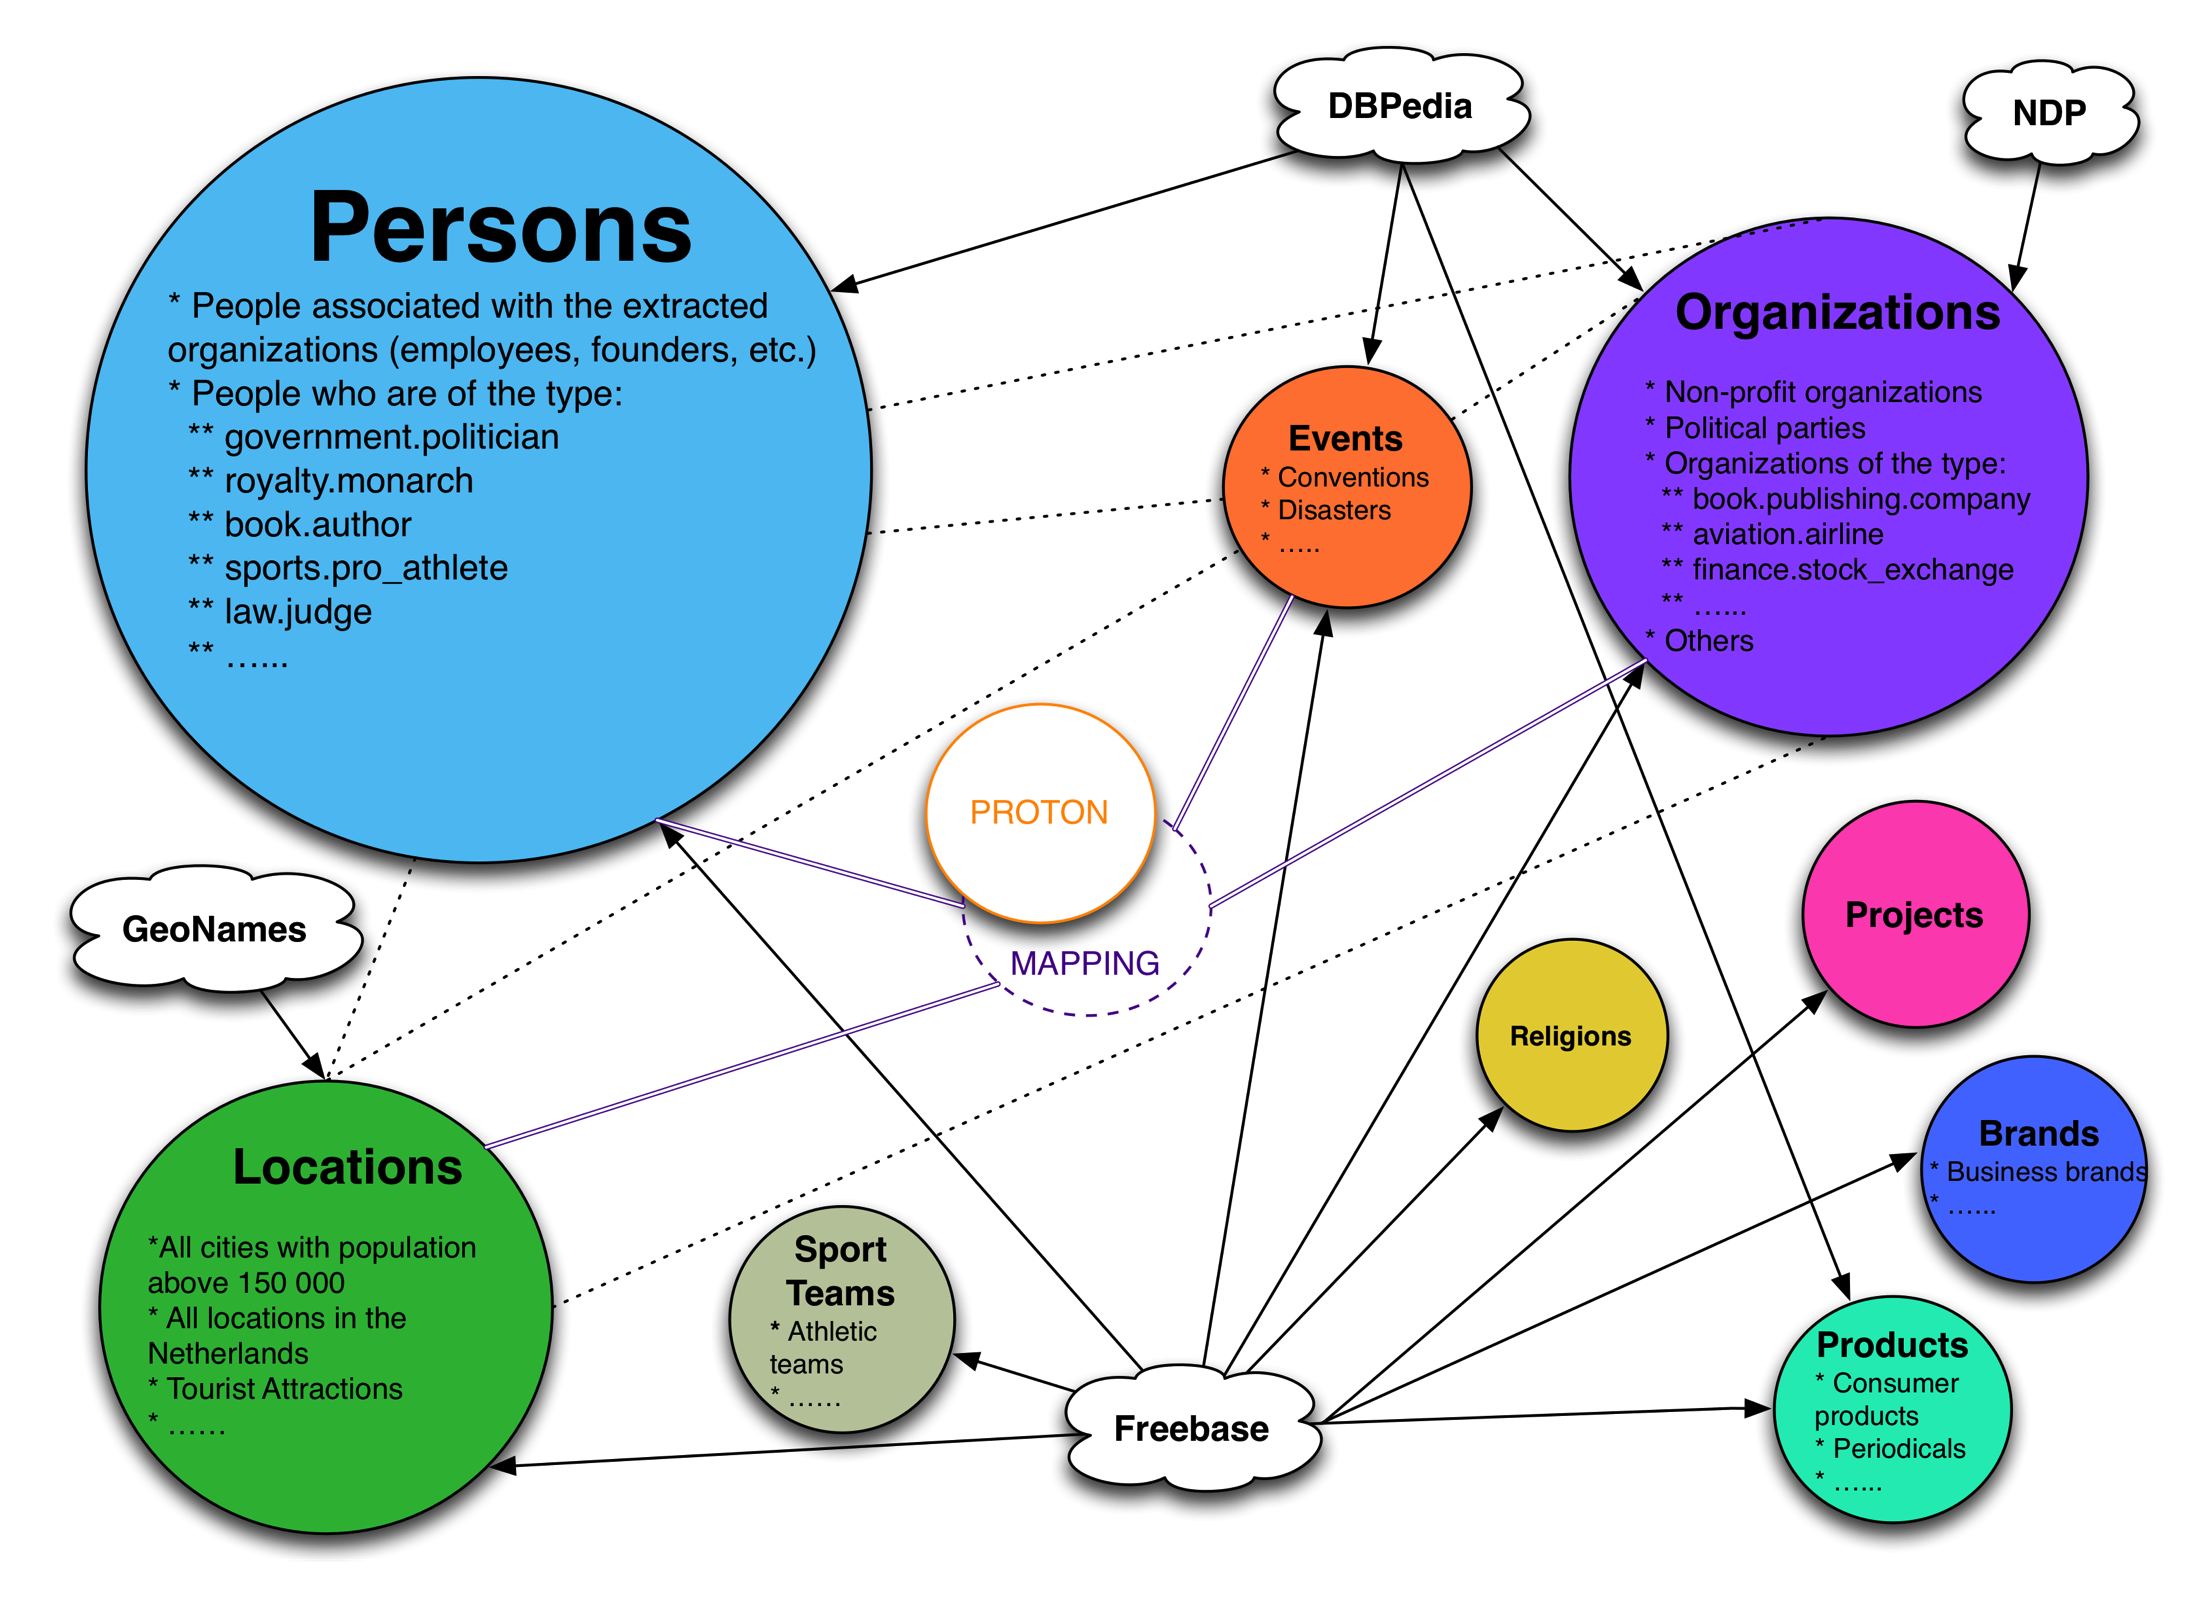 DBPedia
NDP
Persons
* People associated with the extracted
organizations (employees, founders, etc.)
* People who are of the type:
** government.politician
** royalty.monarch
** book.author
** sports.pro_athlete
** law.judge
** …...
Organizations
* Non-profit organizations
* Political parties
* Organizations of the type:
** book.publishing.company
** aviation.airline
** finance.stock_exchange
** …...
* Others
Events
* Conventions
* Disasters
* …..
PROTON
MAPPING
GeoNames
Projects
Religions
Locations
*All cities with population
above 150 000
* All locations in the
Netherlands
* Tourist Attractions
* ……
Brands
* Business brands
* …...
Sport
Teams
* Athletic
teams
* ……
Freebase
Products
* Consumer
products
* Periodicals
* …...